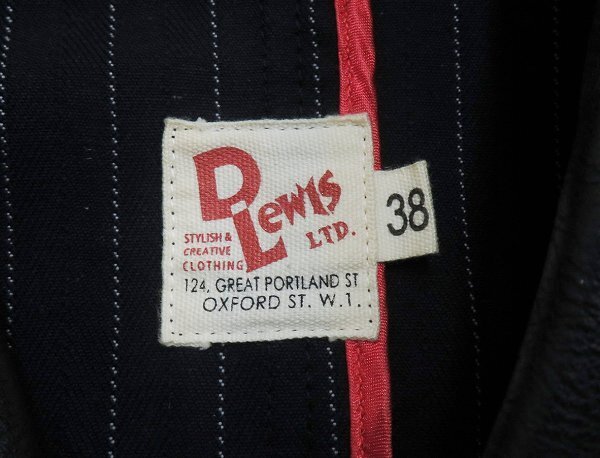 D Lewis
LTD.
STYLISH &
CREATIVE
CLOTHING
124, GREAT PORTLAND ST
OXFORD ST. W.1.
38